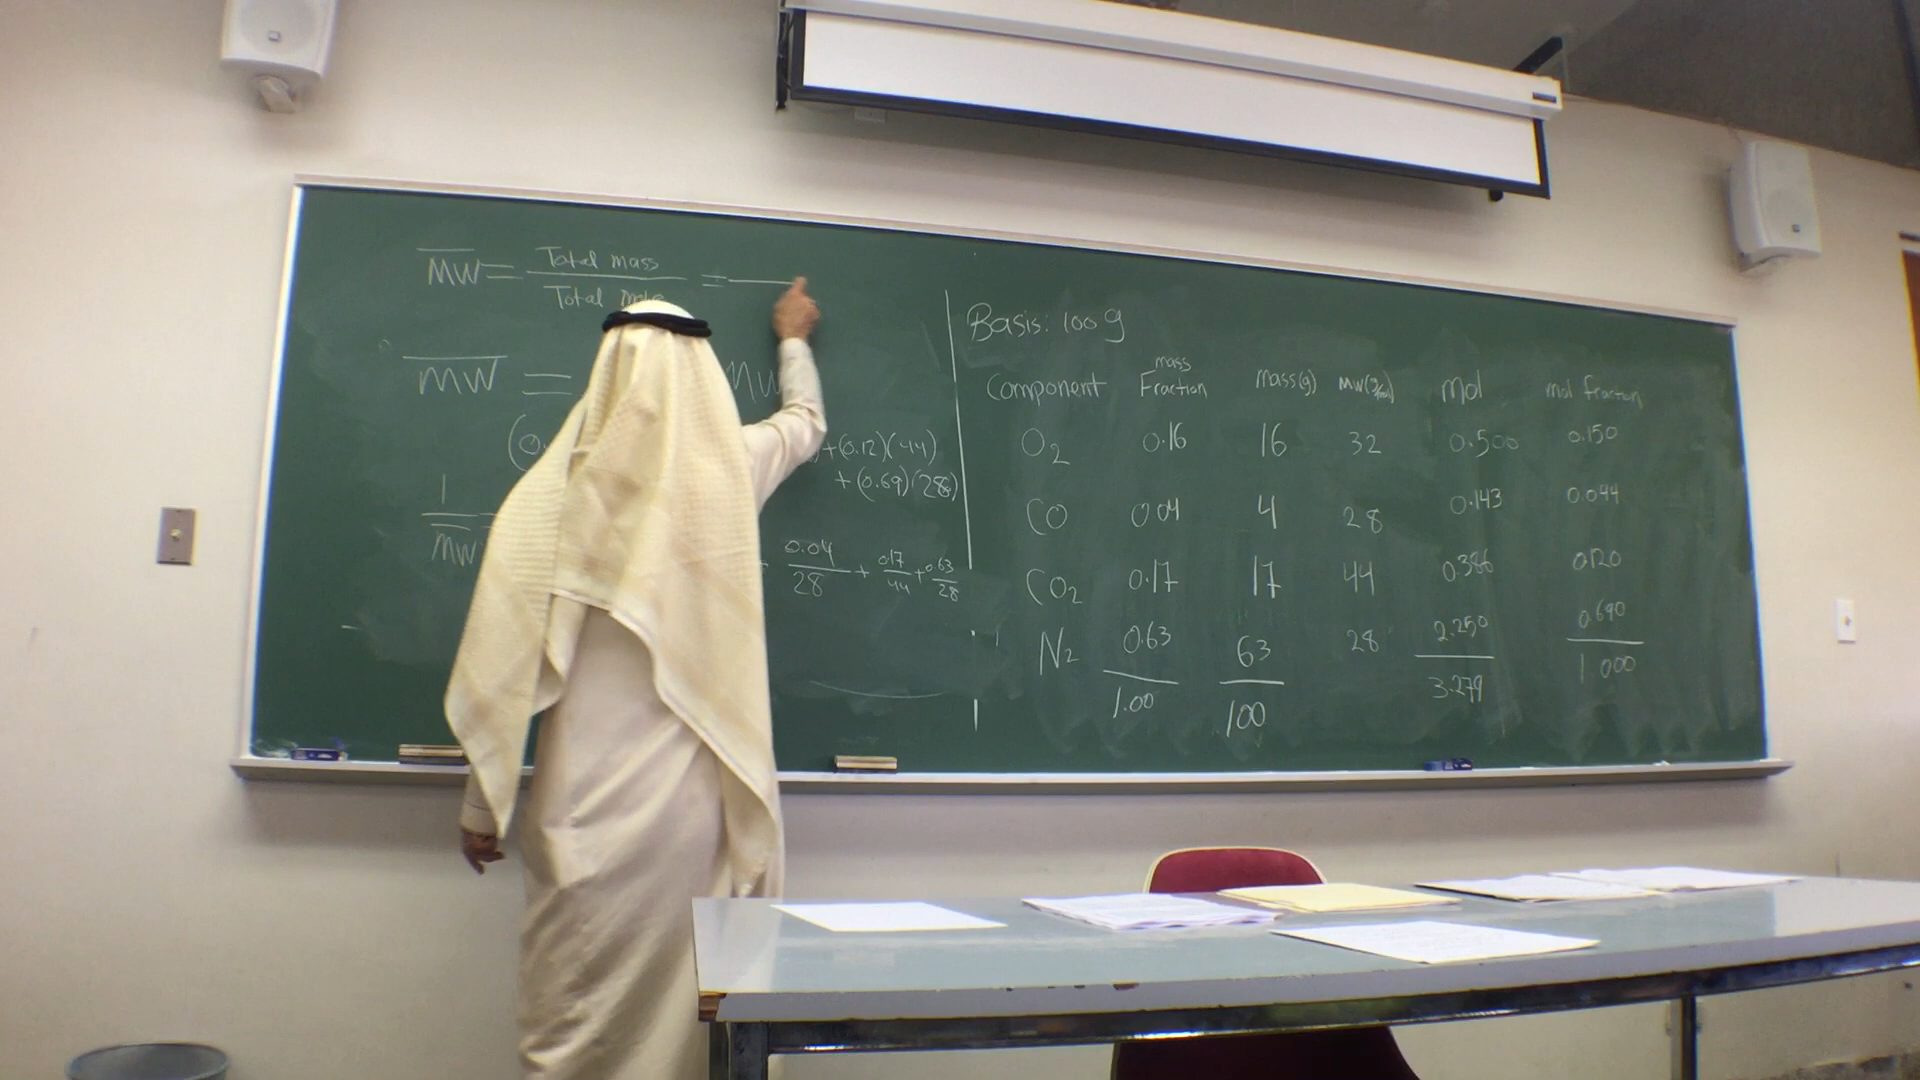 MW = Total mass / Total =
MW = MW
(0. +(0.12)(44)
+(0.69)(28)
1
MW
0.04/28 + 0.17/44 + 0.63/28
Basis: 100 g
Component mass Fraction mass(g) MW(g/mol) mol mol fraction
O2 0.16 16 32 0.500 0.150
CO 0.04 4 28 0.143 0.044
CO2 0.17 17 44 0.386 0.120
N2 0.63 63 28 2.250 0.690
1.00 100 3.279 1.000